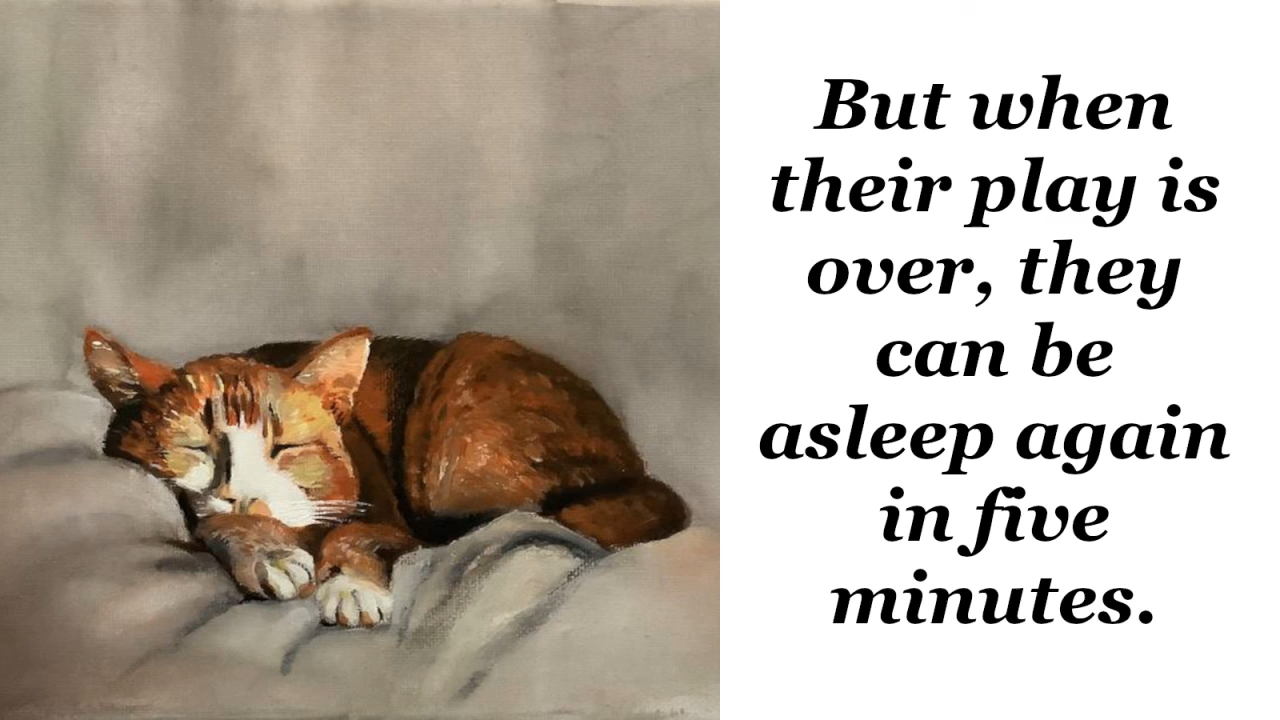 But when
their play is
over, they
can be
asleep again
in five
minutes.